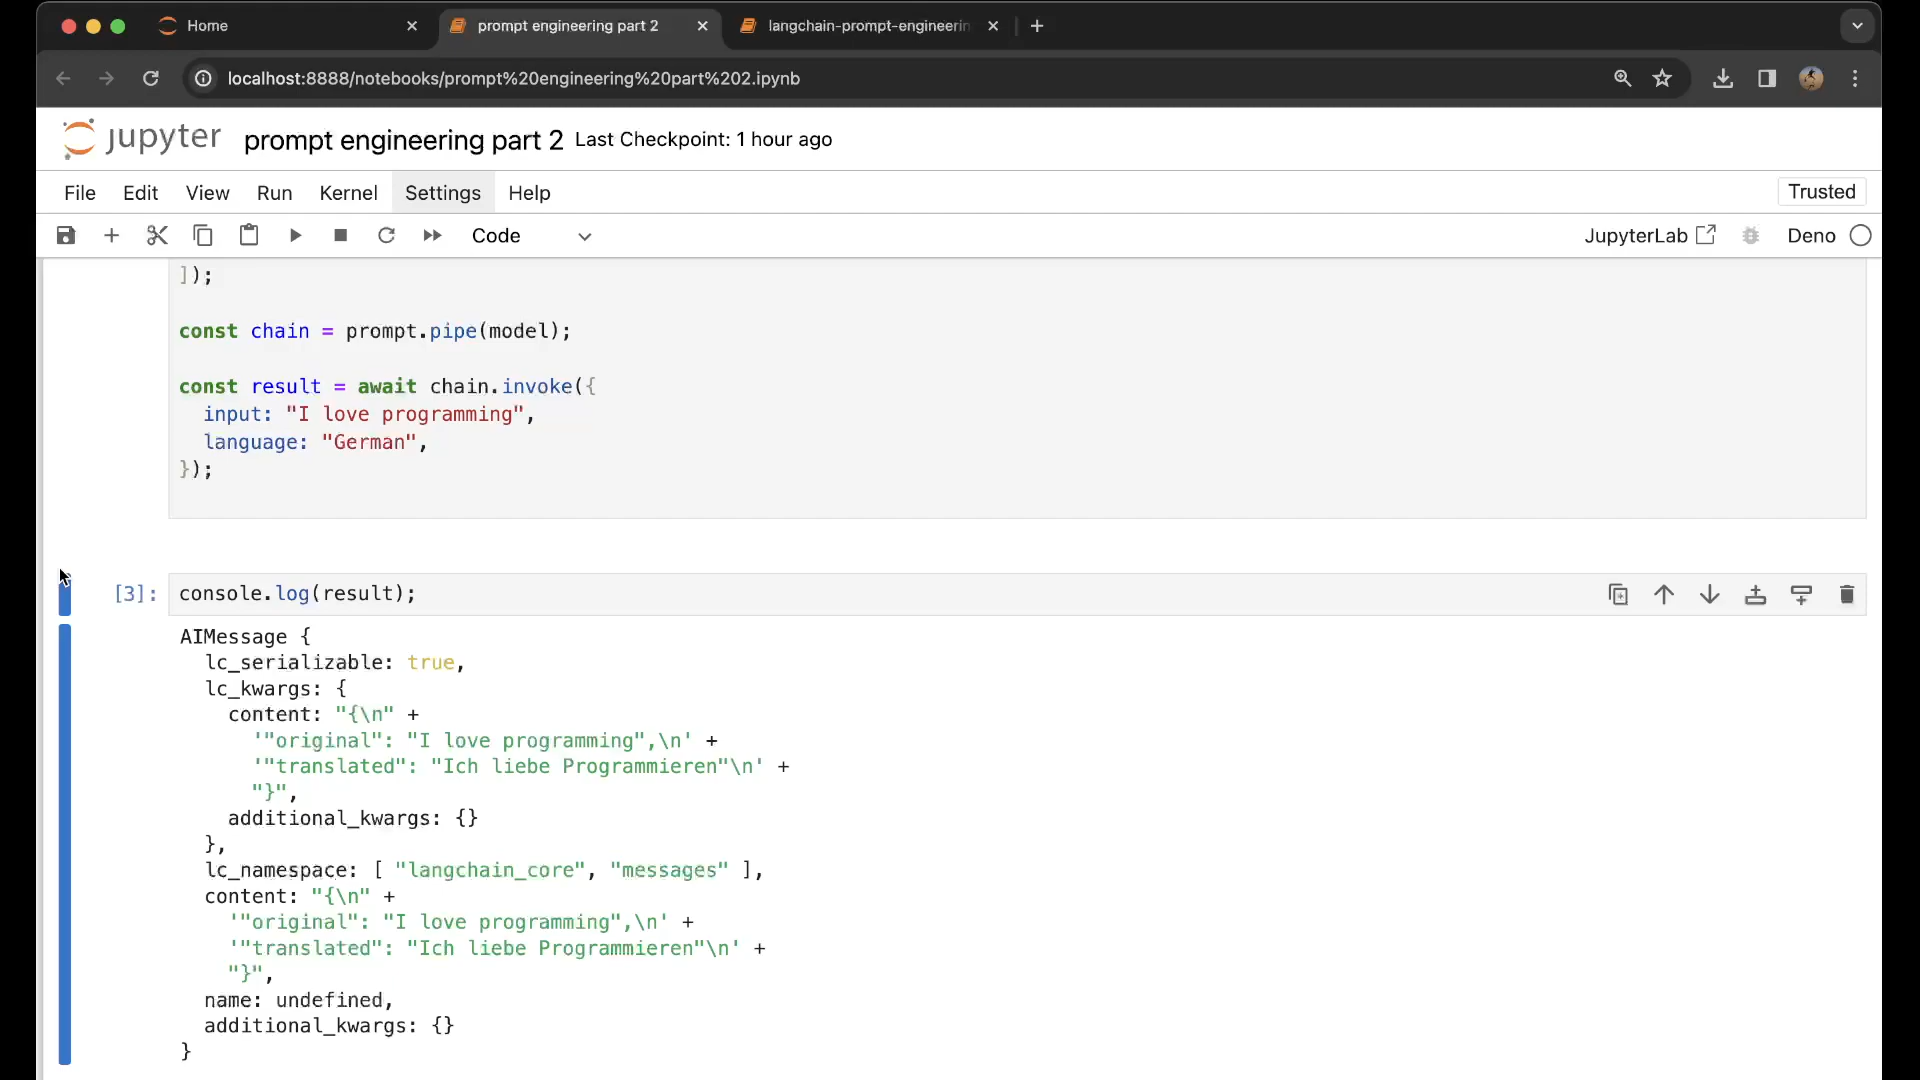 Home
prompt engineering part 2
langchain-prompt-engineerin
localhost:8888/notebooks/prompt%20engineering%20part%202.ipynb
jupyter prompt engineering part 2 Last Checkpoint: 1 hour ago
File Edit View Run Kernel Settings Help Trusted
Code JupyterLab Deno
]);
const chain = prompt.pipe(model);
const result = await chain.invoke({
input: "I love programming",
language: "German",
});
[3]: console.log(result);
AIMessage {
lc_serializable: true,
lc_kwargs: {
content: "{\n" +
'"original": "I love programming",\n' +
'"translated": "Ich liebe Programmieren"\n' +
"}",
additional_kwargs: {}
},
lc_namespace: [ "langchain_core", "messages" ],
content: "{\n" +
'"original": "I love programming",\n' +
'"translated": "Ich liebe Programmieren"\n' +
"}",
name: undefined,
additional_kwargs: {}
}